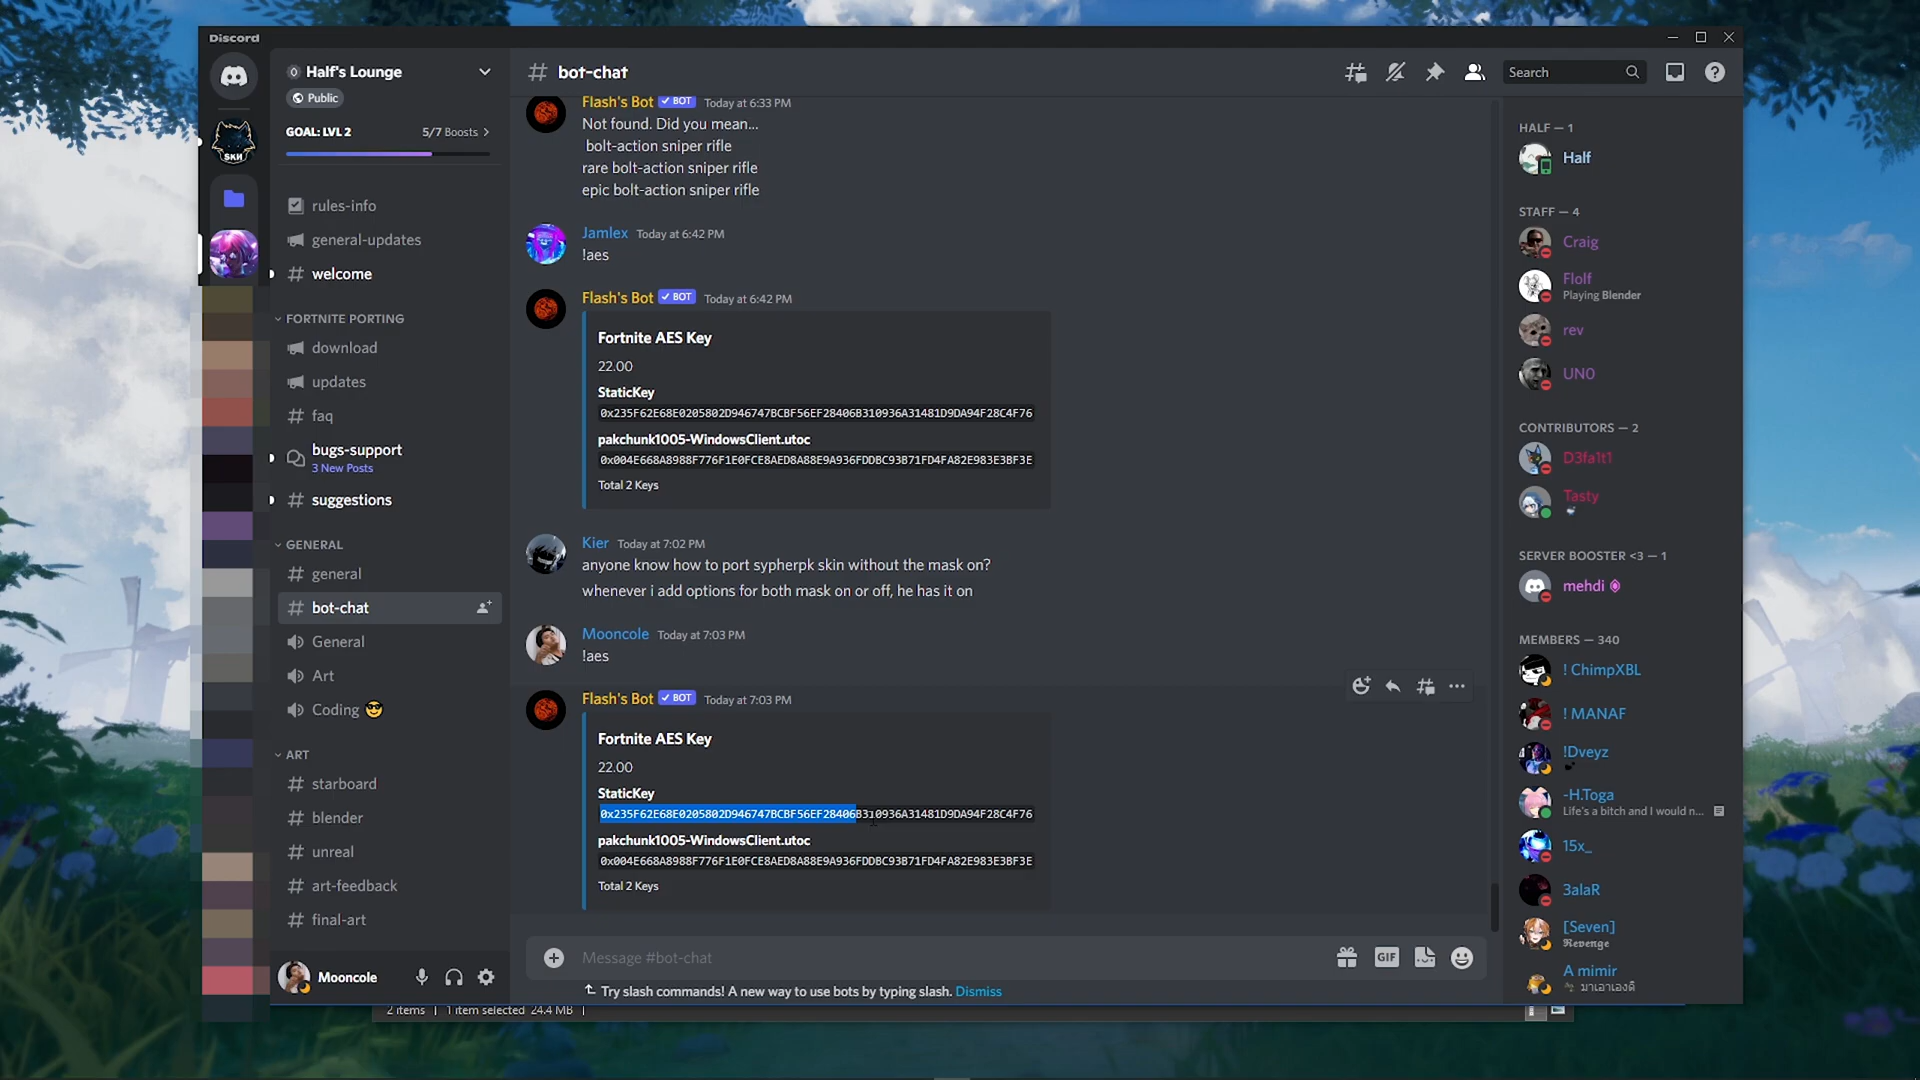 Discord
Half's Lounge
Public
GOAL: LVL 2
5/7 Boosts
rules-info
general-updates
welcome
FORTNITE PORTING
download
updates
faq
bugs-support
3 New Posts
suggestions
GENERAL
general
bot-chat
General
Art
Coding 😎
ART
starboard
blender
unreal
art-feedback
final-art
Mooncole
bot-chat
Search
Flash's Bot BOT Today at 6:33 PM
Not found. Did you mean...
bolt-action sniper rifle
rare bolt-action sniper rifle
epic bolt-action sniper rifle
Jamlex Today at 6:42 PM
!aes
Flash's Bot BOT Today at 6:42 PM
Fortnite AES Key
22.00
StaticKey
0x235F62E68E0205802D946747BCBF56EF28406B310936A31481D9DA94F28C4F76
pakchunk1005-WindowsClient.utoc
0x004E668A8988F776F1E0FCE8AED8A88E9A936FDDBC93B71FD4FA82E983E3BF3E
Total 2 Keys
Kier Today at 7:02 PM
anyone know how to port sypherpk skin without the mask on?
whenever i add options for both mask on or off, he has it on
Mooncole Today at 7:03 PM
!aes
Flash's Bot BOT Today at 7:03 PM
Fortnite AES Key
22.00
StaticKey
0x235F62E68E0205802D946747BCBF56EF28406B310936A31481D9DA94F28C4F76
pakchunk1005-WindowsClient.utoc
0x004E668A8988F776F1E0FCE8AED8A88E9A936FDDBC93B71FD4FA82E983E3BF3E
Total 2 Keys
Message #bot-chat
GIF
Try slash commands! A new way to use bots by typing slash. Dismiss
HALF — 1
Half
STAFF — 4
Craig
Flolf
Playing Blender
rev
UN0
CONTRIBUTORS — 2
D3fa1t1
Tasty
SERVER BOOSTER <3 — 1
mehdi
MEMBERS — 340
! ChimpXBL
! MANAF
!Dveyz
-H.Toga
Life's a bitch and I would n...
15x_
3alaR
[Seven]
Revenge
A mimir
มาเอาเองดิ
2 items
1 item selected 24.4 MB
SKN